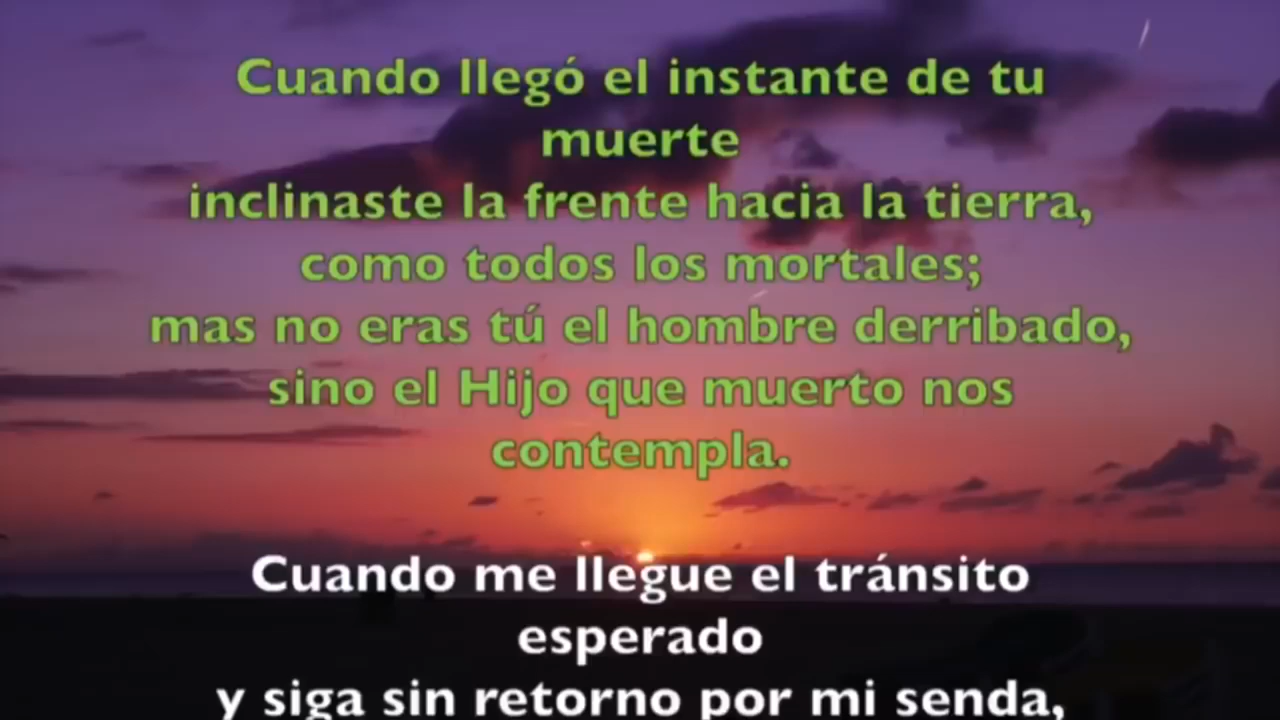 Cuando llegó el instante de tu
muerte
inclinaste la frente hacia la tierra,
como todos los mortales;
mas no eras tú el hombre derribado,
sino el Hijo que muerto nos
contempla.
Cuando me llegue el tránsito
esperado
y siga sin retorno por mi senda,